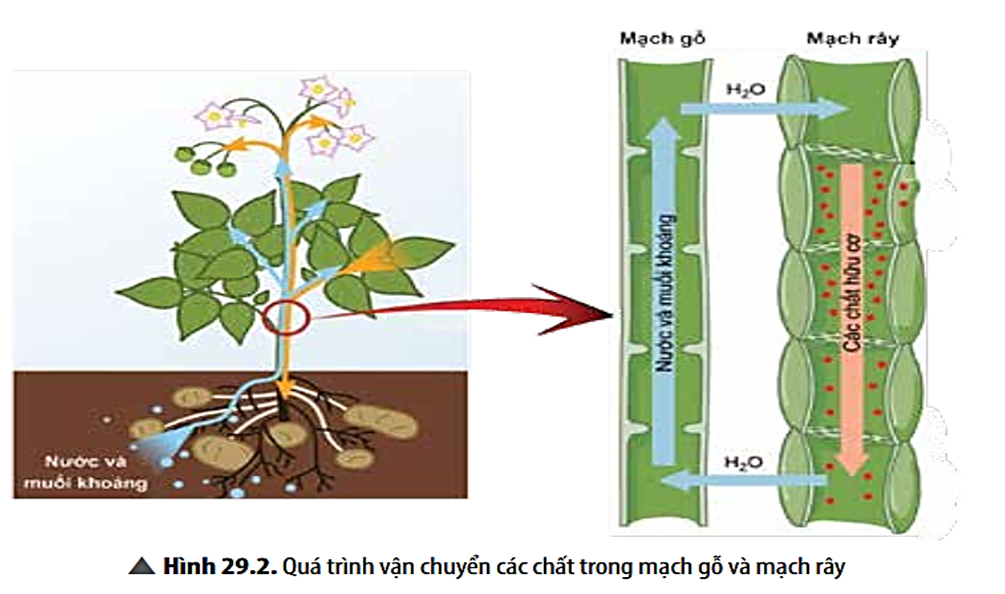 Mạch gỗ
Mạch rây
H₂O
Nước và muối khoáng
Các chất hữu cơ
H₂O
Nước và
muối khoáng
Hình 29.2. Quá trình vận chuyển các chất trong mạch gỗ và mạch rây